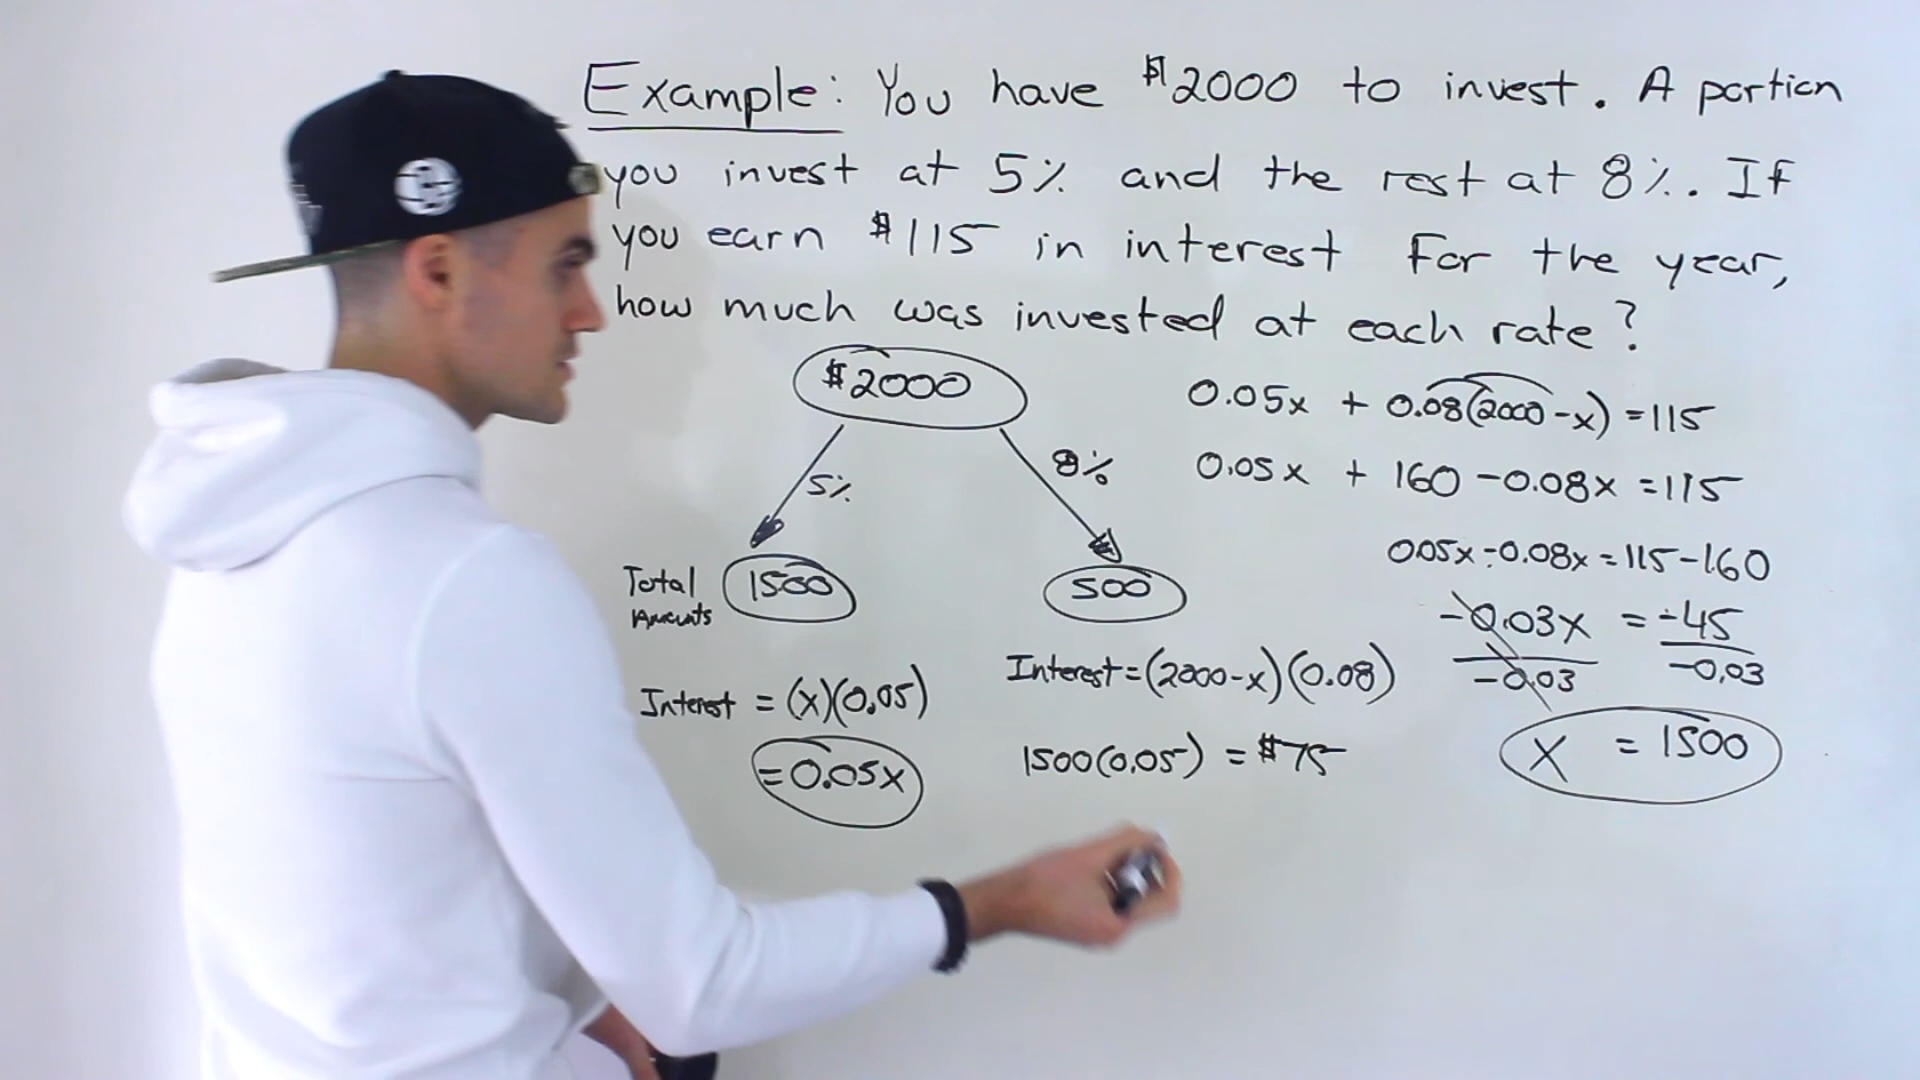 Example: You have $2000 to invest. A portion
you invest at 5% and the rest at 8%. If
you earn $115 in interest for the year,
how much was invested at each rate?
$2000
5%
8%
Total
Amounts
1500
500
Interest = (x)(0.05)
= 0.05x
Interest = (2000-x)(0.08)
1500(0.05) = $75
0.05x + 0.08(2000-x) = 115
0.05x + 160 - 0.08x = 115
0.05x - 0.08x = 115 - 160
-0.03x = -45
-0.03 -0.03
x = 1500